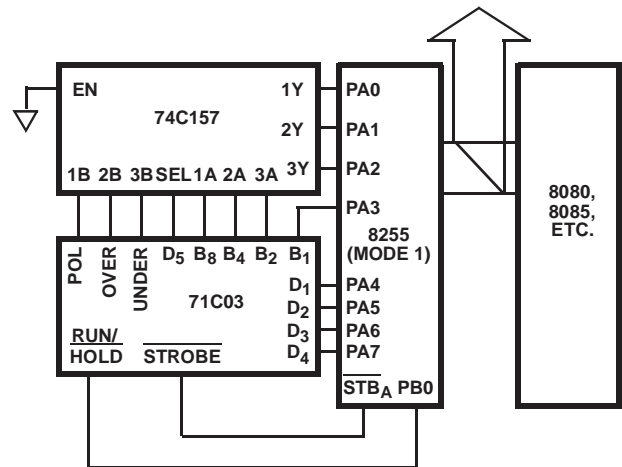 EN
1Y
74C157
2Y
3Y
1B 2B 3B SEL 1A 2A 3A
PA0
PA1
PA2
PA3
8255
(MODE 1)
PA4
PA5
PA6
PA7
STBA PB0
8080,
8085,
ETC.
POL
OVER
UNDER
D5 B8 B4 B2 B1
71C03
D1
D2
D3
D4
RUN/
HOLD
STROBE